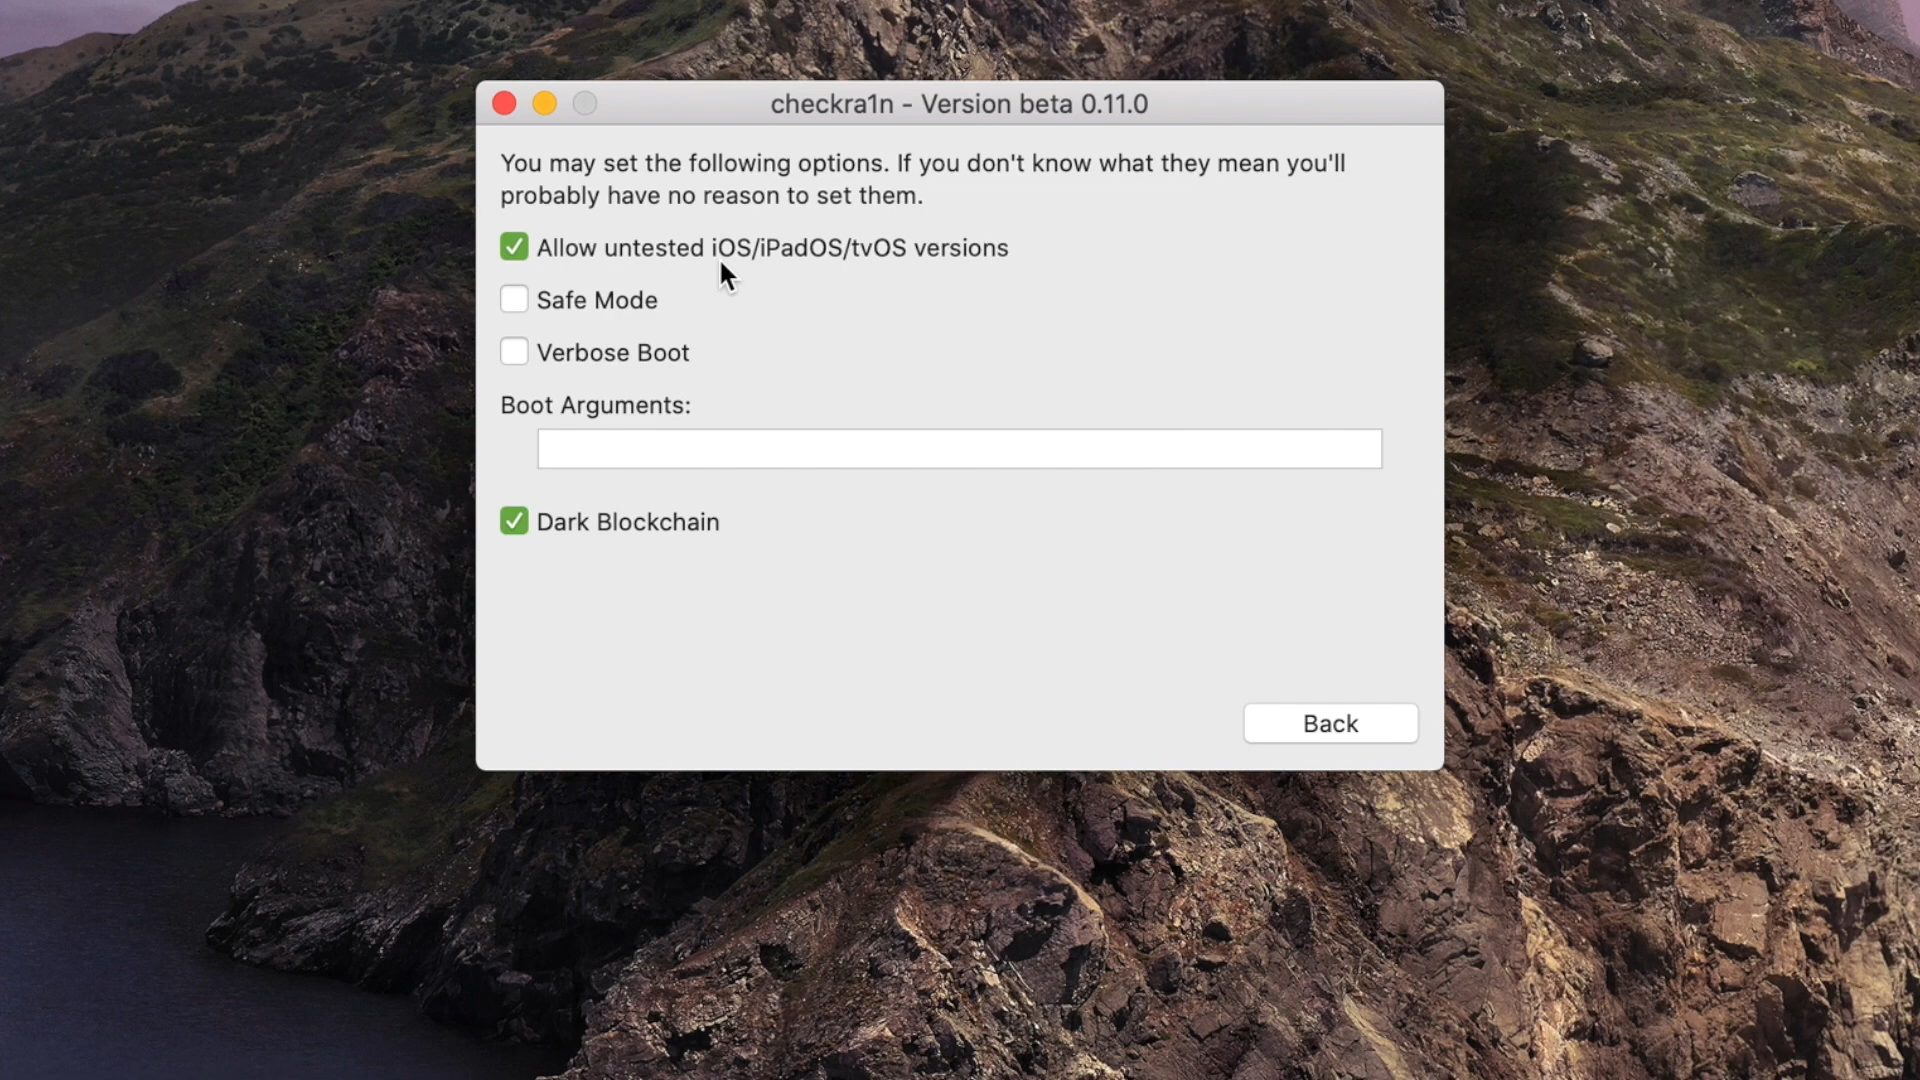 checkra1n - Version beta 0.11.0
You may set the following options. If you don't know what they mean you'll
probably have no reason to set them.
Allow untested iOS/iPadOS/tvOS versions
Safe Mode
Verbose Boot
Boot Arguments:
Dark Blockchain
Back